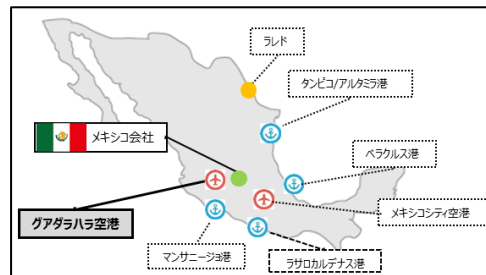 ラレド
タンピコ/アルタミラ港
メキシコ会社
ベラクルス港
グアダラハラ空港
メキシコシティ空港
マンサニージョ港
ラサロカルデナス港